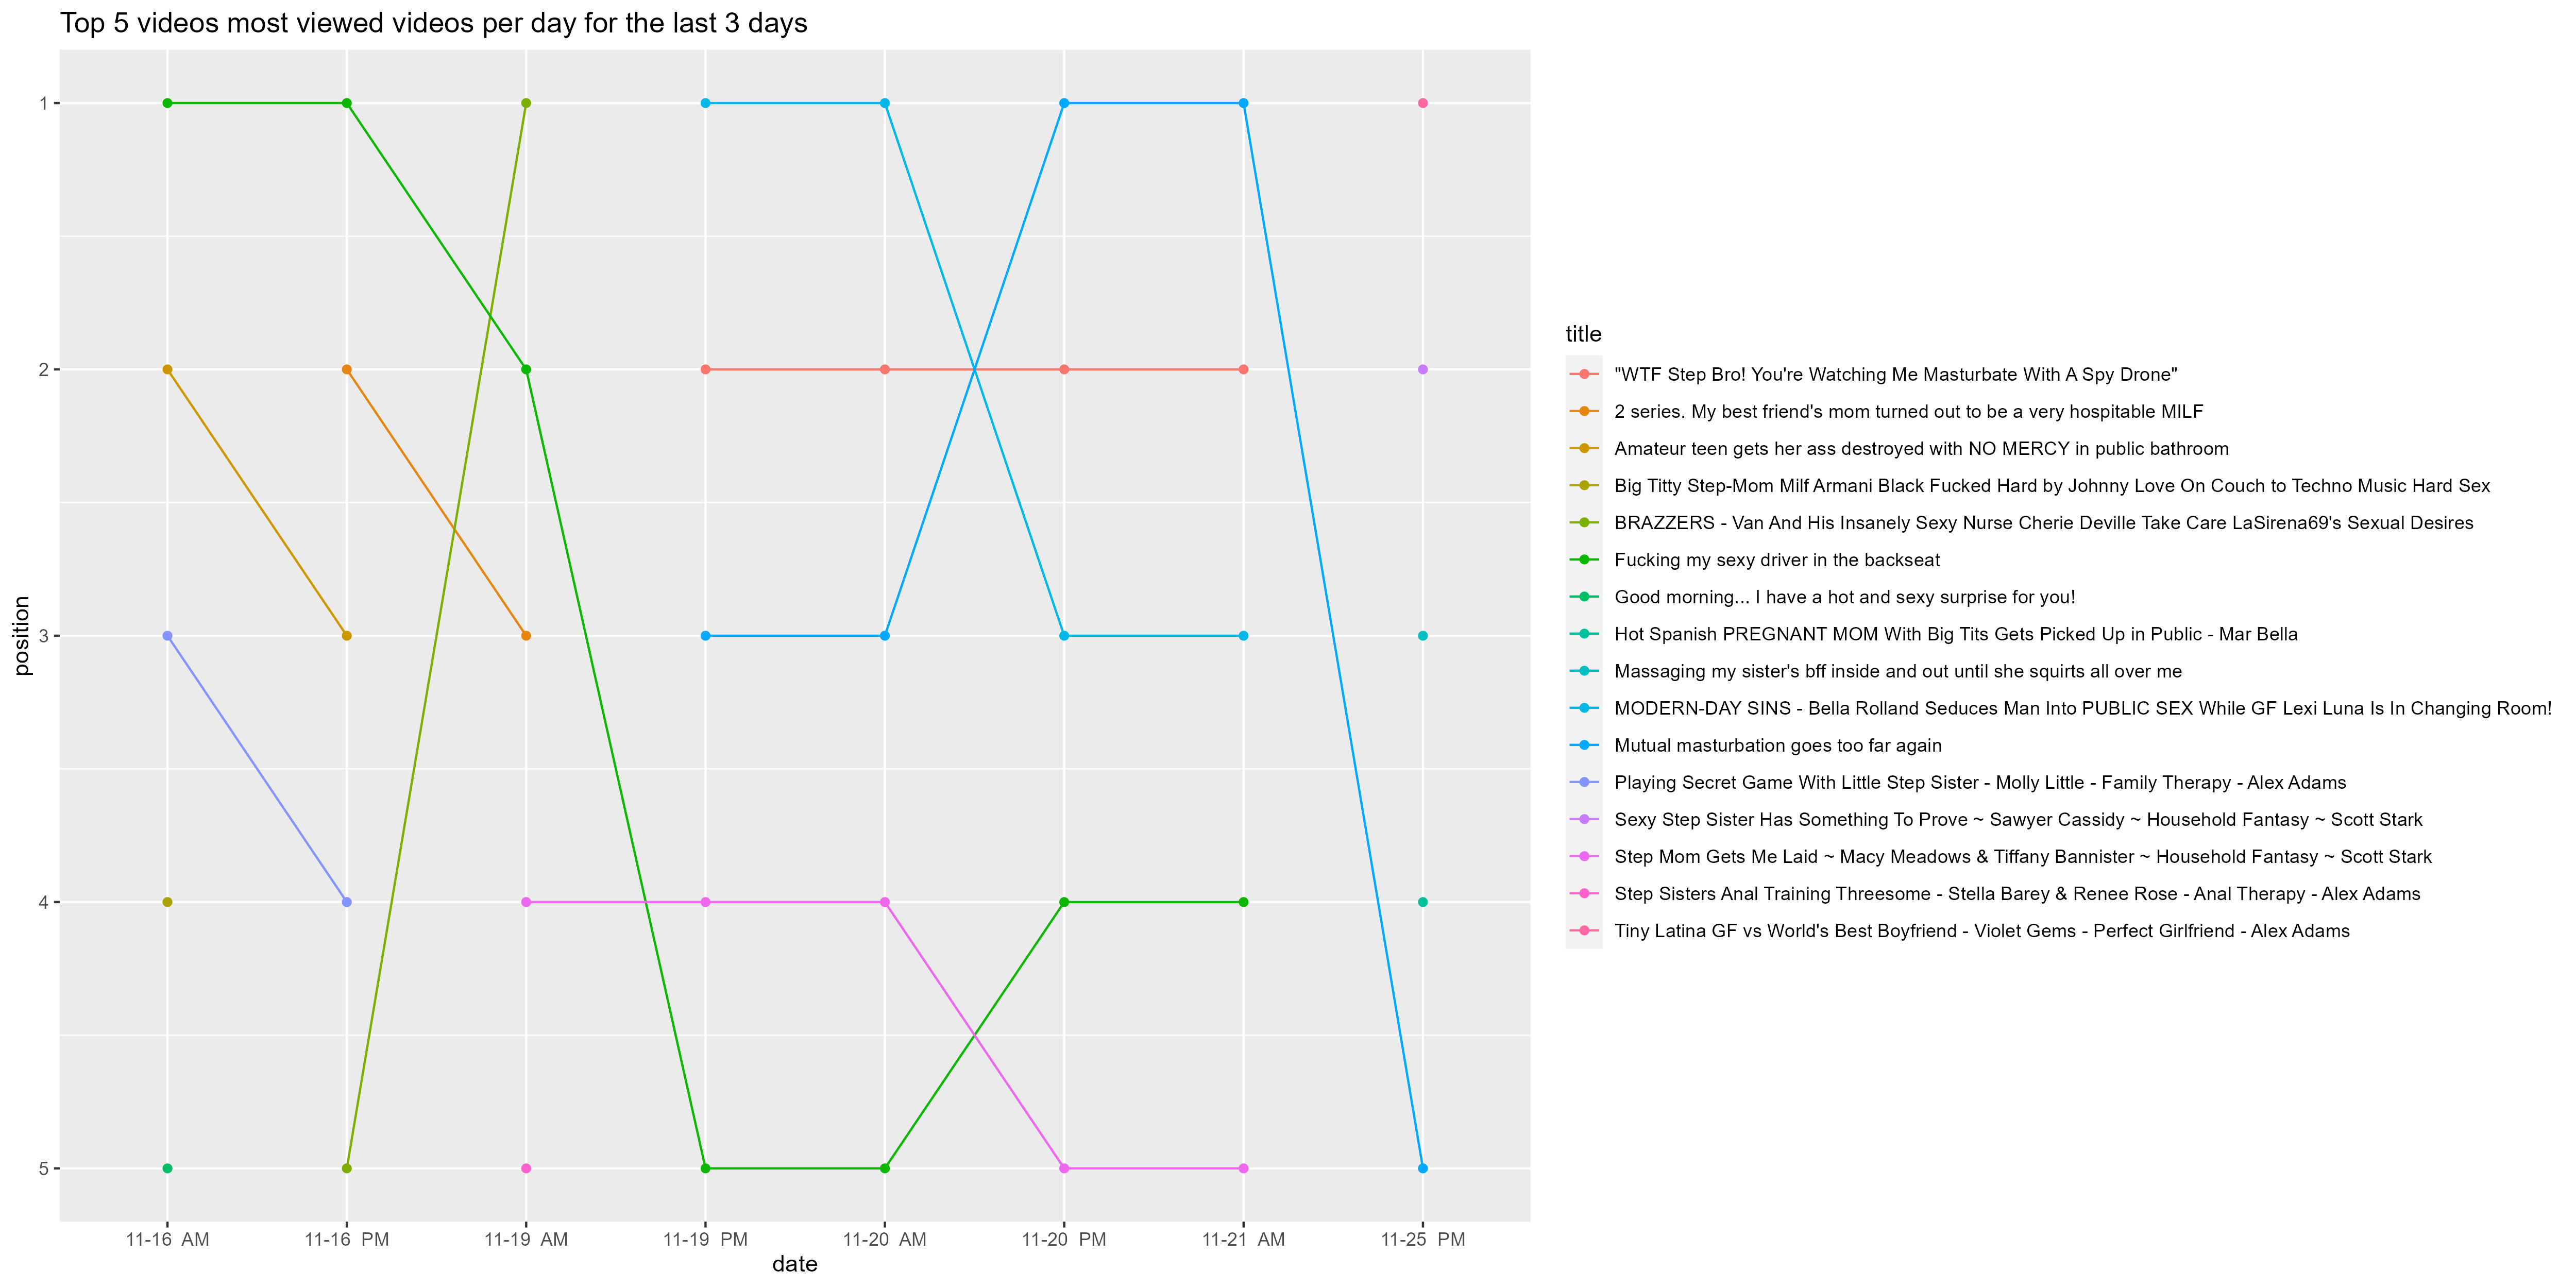 Top 5 videos most viewed videos per day for the last 3 days
position
1
2
3
4
5
11-16 AM
11-16 PM
11-19 AM
11-19 PM
11-20 AM
11-20 PM
11-21 AM
11-25 PM
date
title
"WTF Step Bro! You're Watching Me Masturbate With A Spy Drone"
2 series. My best friend's mom turned out to be a very hospitable MILF
Amateur teen gets her ass destroyed with NO MERCY in public bathroom
Big Titty Step-Mom Milf Armani Black Fucked Hard by Johnny Love On Couch to Techno Music Hard Sex
BRAZZERS - Van And His Insanely Sexy Nurse Cherie Deville Take Care LaSirena69's Sexual Desires
Fucking my sexy driver in the backseat
Good morning... I have a hot and sexy surprise for you!
Hot Spanish PREGNANT MOM With Big Tits Gets Picked Up in Public - Mar Bella
Massaging my sister's bff inside and out until she squirts all over me
MODERN-DAY SINS - Bella Rolland Seduces Man Into PUBLIC SEX While GF Lexi Luna Is In Changing Room!
Mutual masturbation goes too far again
Playing Secret Game With Little Step Sister - Molly Little - Family Therapy - Alex Adams
Sexy Step Sister Has Something To Prove ~ Sawyer Cassidy ~ Household Fantasy ~ Scott Stark
Step Mom Gets Me Laid ~ Macy Meadows & Tiffany Bannister ~ Household Fantasy ~ Scott Stark
Step Sisters Anal Training Threesome - Stella Barey & Renee Rose - Anal Therapy - Alex Adams
Tiny Latina GF vs World's Best Boyfriend - Violet Gems - Perfect Girlfriend - Alex Adams